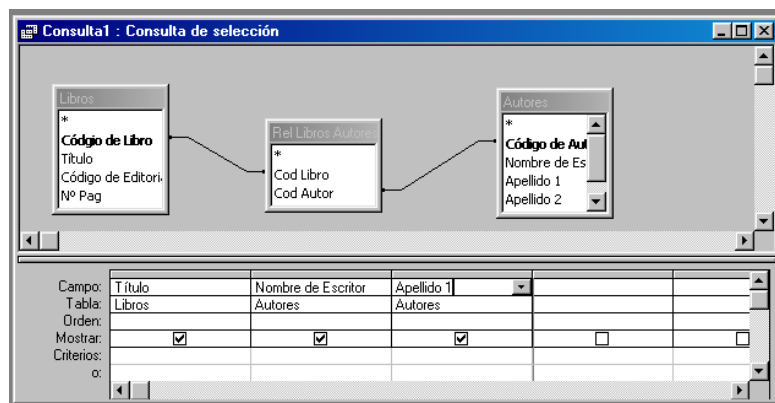 Consulta1 : Consulta de selección
Libros
*
Códgio de Libro
Título
Código de Editori
Nº Pag
Rel Libros Autores
*
Cod Libro
Cod Autor
Autores
*
Código de Aut
Nombre de Es
Apellido 1
Apellido 2
Campo: Título Nombre de Escritor Apellido 1
Tabla: Libros Autores Autores
Orden:
Mostrar:
Criterios:
o: